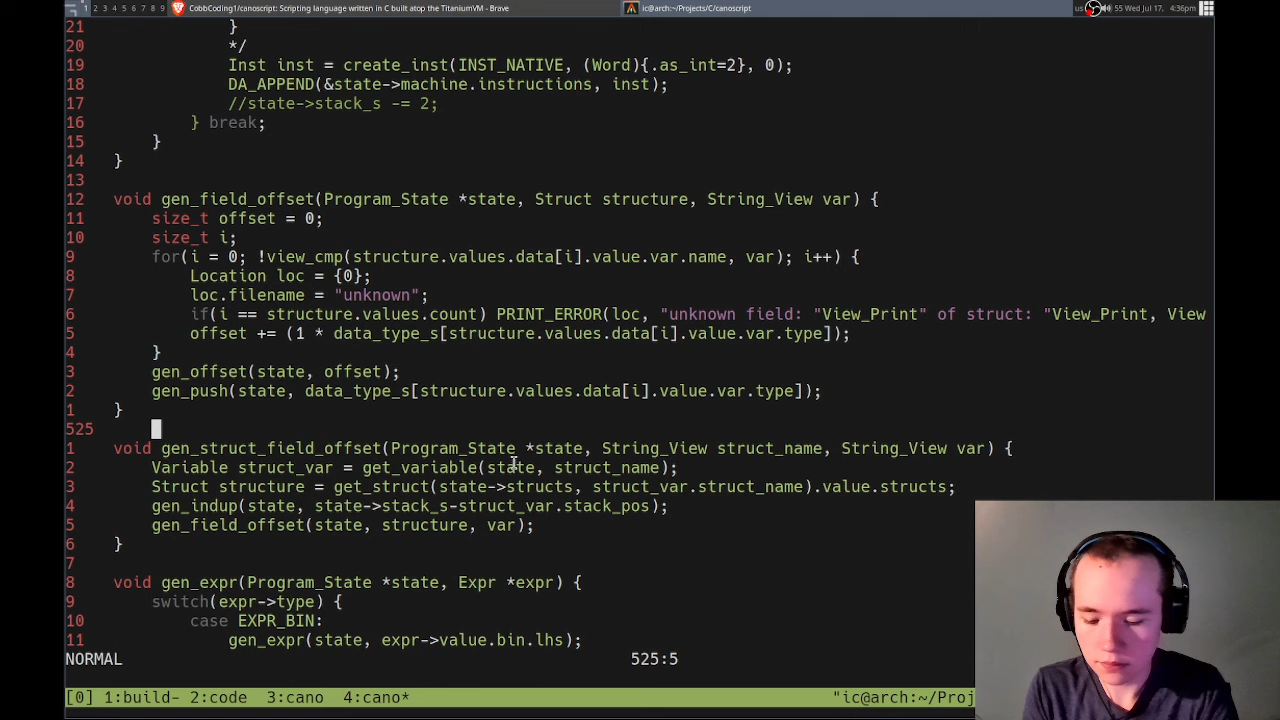 1 2 3 4 5 6 7 8 9 CobbCoding1/canoscript: Scripting language written in C built atop the TitaniumVM - Brave ic@arch:~/Projects/C/canoscript us 55 Wed Jul 17, 4:36pm
21 }
20 */
19 Inst inst = create_inst(INST_NATIVE, (Word){.as_int=2}, 0);
18 DA_APPEND(&state->machine.instructions, inst);
17 //state->stack_s -= 2;
16 } break;
15 }
14 }
13
12 void gen_field_offset(Program_State *state, Struct structure, String_View var) {
11 size_t offset = 0;
10 size_t i;
9 for(i = 0; !view_cmp(structure.values.data[i].value.var.name, var); i++) {
8 Location loc = {0};
7 loc.filename = "unknown";
6 if(i == structure.values.count) PRINT_ERROR(loc, "unknown field: "View_Print" of struct: "View_Print, View
5 offset += (1 * data_type_s[structure.values.data[i].value.var.type]);
4 }
3 gen_offset(state, offset);
2 gen_push(state, data_type_s[structure.values.data[i].value.var.type]);
1 }
525
1 void gen_struct_field_offset(Program_State *state, String_View struct_name, String_View var) {
2 Variable struct_var = get_variable(state, struct_name);
3 Struct structure = get_struct(state->structs, struct_var.struct_name).value.structs;
4 gen_indup(state, state->stack_s-struct_var.stack_pos);
5 gen_field_offset(state, structure, var);
6 }
7
8 void gen_expr(Program_State *state, Expr *expr) {
9 switch(expr->type) {
10 case EXPR_BIN:
11 gen_expr(state, expr->value.bin.lhs);
NORMAL 525:5
[0] 1:build- 2:code 3:cano 4:cano* "ic@arch:~/Proj